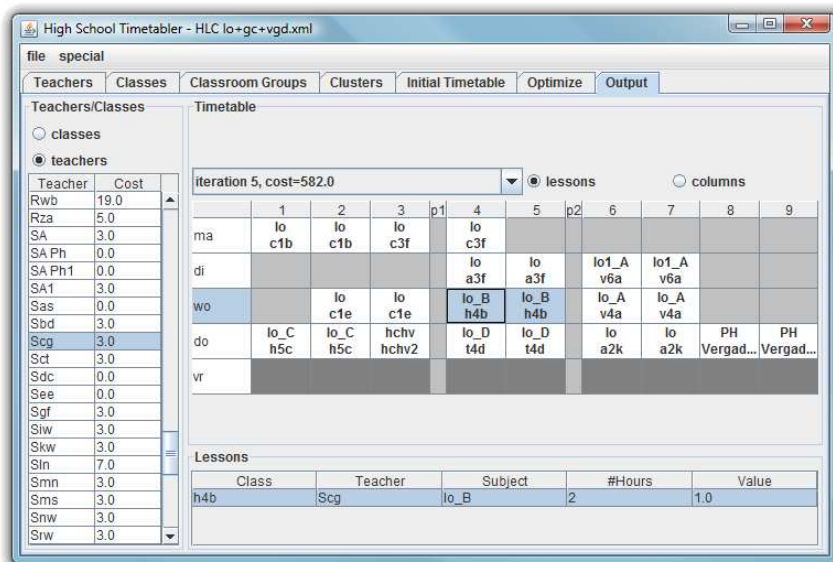 High School Timetabler - HLC lo+gc+vgd.xml
file special
Teachers Classes Classroom Groups Clusters Initial Timetable Optimize Output
Teachers/Classes
classes
teachers
Teacher Cost
Rwb 19.0
Rza 5.0
SA 3.0
SA Ph 0.0
SA Ph1 0.0
SA1 3.0
Sas 0.0
Sbd 3.0
Scg 3.0
Sct 3.0
Sdc 0.0
See 0.0
Sgf 3.0
Siw 3.0
Skw 3.0
Sln 7.0
Smn 3.0
Sms 3.0
Snw 3.0
Srw 3.0
Timetable
iteration 5, cost=582.0 lessons columns
1 2 3 p1 4 5 p2 6 7 8 9
ma lo lo lo lo
c1b c1b c3f c3f
di lo lo lo1_A lo1_A
a3f a3f v6a v6a
wo lo lo lo_B lo_B lo_A lo_A
c1e c1e h4b h4b v4a v4a
do lo_C lo_C hchv lo_D lo_D lo lo PH PH
h5c h5c hchv2 t4d t4d a2k a2k Vergad... Vergad...
vr
Lessons
Class Teacher Subject #Hours Value
h4b Scg lo_B 2 1.0